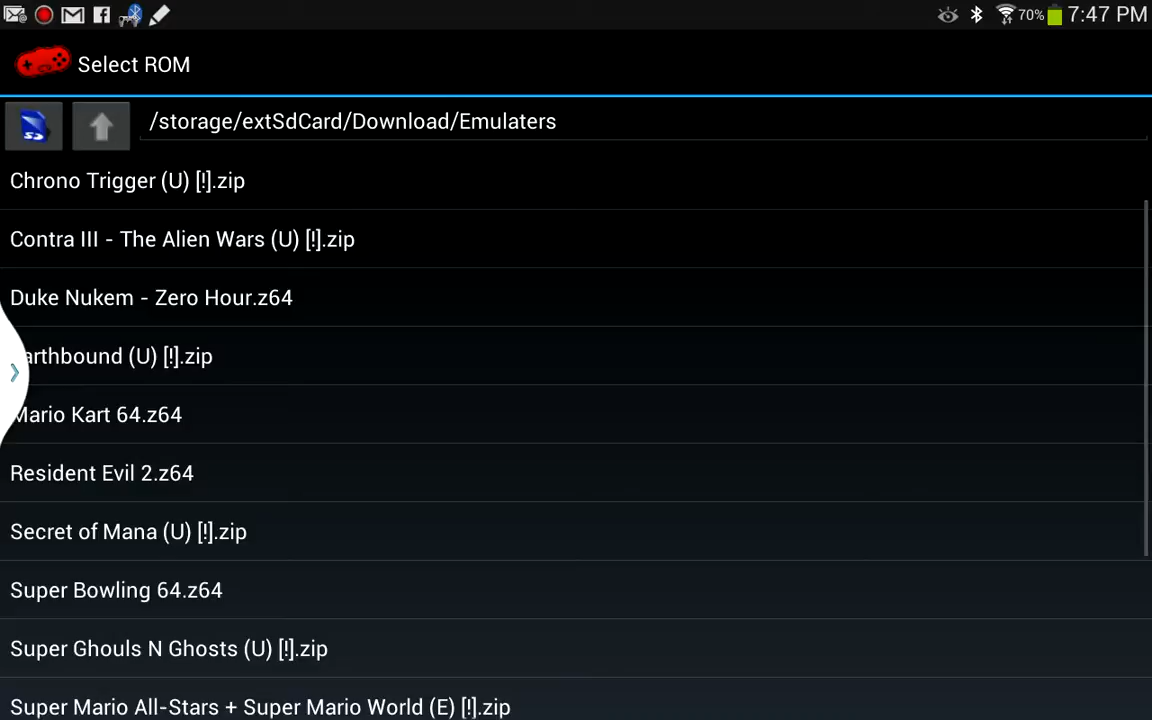 70% 7:47 PM
Select ROM
SD
/storage/extSdCard/Download/Emulaters
Chrono Trigger (U) [!].zip
Contra III - The Alien Wars (U) [!].zip
Duke Nukem - Zero Hour.z64
arthbound (U) [!].zip
Mario Kart 64.z64
Resident Evil 2.z64
Secret of Mana (U) [!].zip
Super Bowling 64.z64
Super Ghouls N Ghosts (U) [!].zip
Super Mario All-Stars + Super Mario World (E) [!].zip